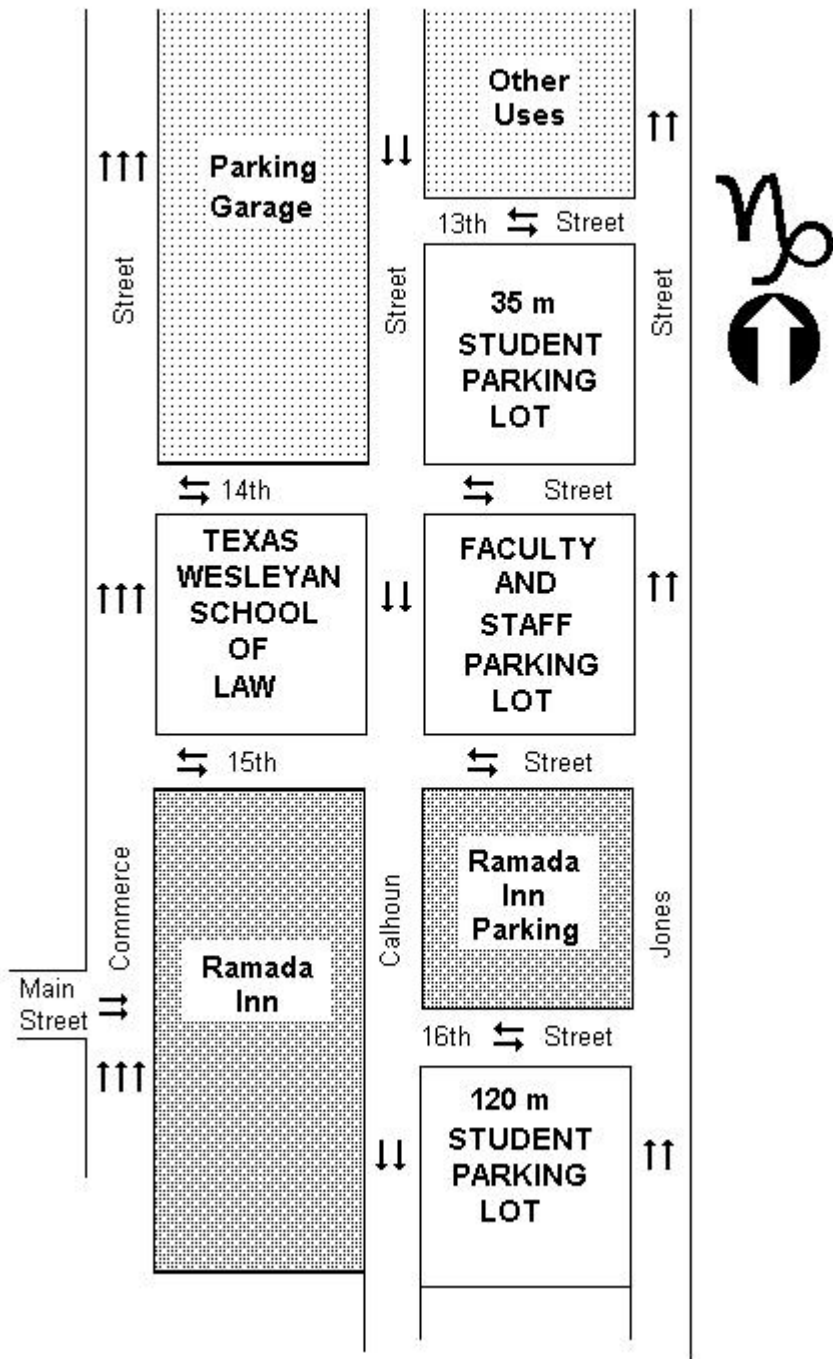 Other
Uses
Parking
Garage
13th Street
Street
Street
Street
35 m
STUDENT
PARKING
LOT
14th Street
TEXAS
WESLEYAN
SCHOOL
OF
LAW
FACULTY
AND
STAFF
PARKING
LOT
15th Street
Commerce
Calhoun
Jones
Ramada
Inn
Parking
Ramada
Inn
Main
Street
16th Street
120 m
STUDENT
PARKING
LOT